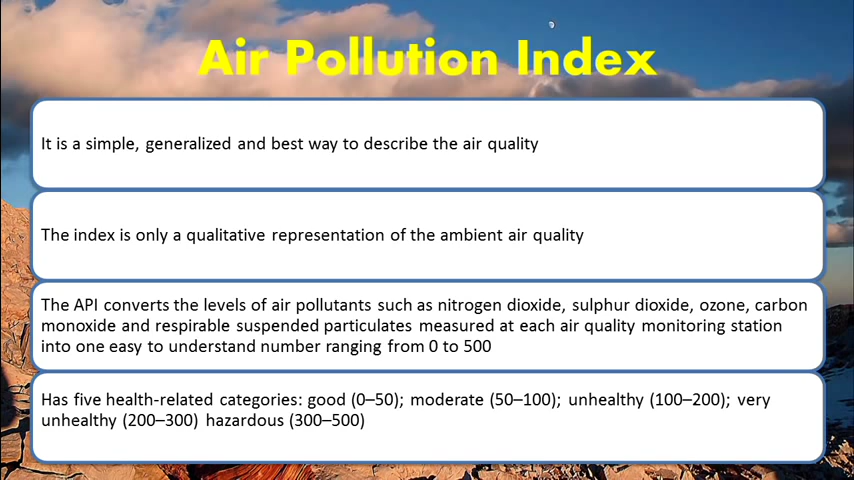 Air Pollution Index
It is a simple, generalized and best way to describe the air quality
The index is only a qualitative representation of the ambient air quality
The API converts the levels of air pollutants such as nitrogen dioxide, sulphur dioxide, ozone, carbon
monoxide and respirable suspended particulates measured at each air quality monitoring station
into one easy to understand number ranging from 0 to 500
Has five health-related categories: good (0–50); moderate (50–100); unhealthy (100–200); very
unhealthy (200–300) hazardous (300–500)